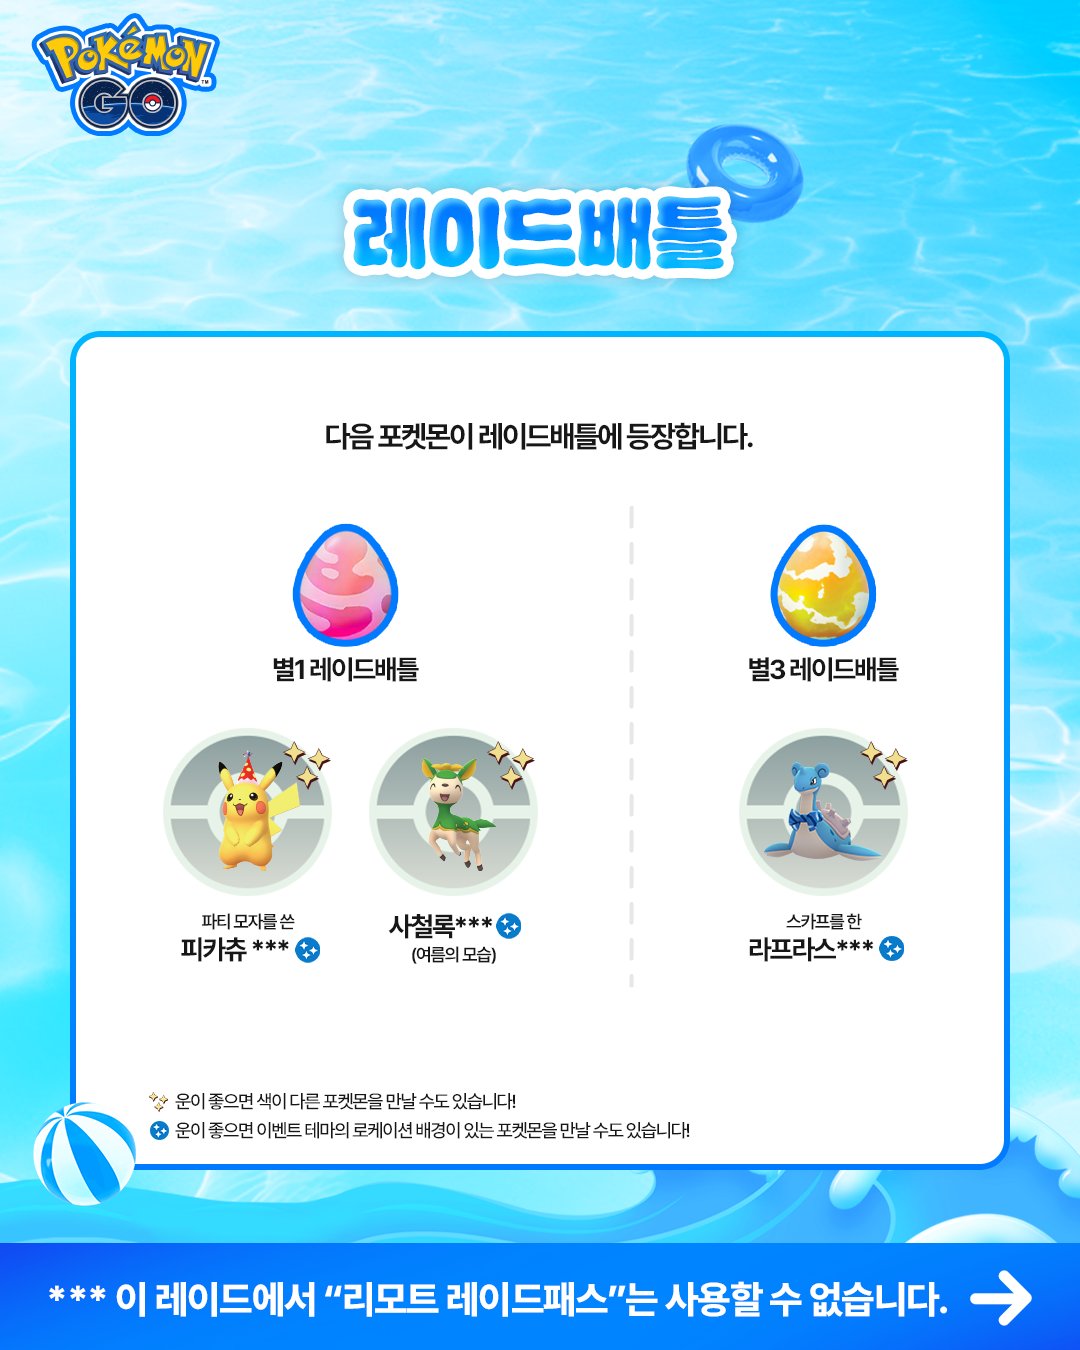 POKÉMON
GO
TM
레이드배틀
다음 포켓몬이 레이드배틀에 등장합니다.
별1 레이드배틀
별3 레이드배틀
파티 모자를 쓴
피카츄 ***
사철록***
(여름의 모습)
스카프를 한
라프라스***
운이 좋으면 색이 다른 포켓몬을 만날 수도 있습니다!
운이 좋으면 이벤트 테마의 로케이션 배경이 있는 포켓몬을 만날 수도 있습니다!
*** 이 레이드에서 “리모트 레이드패스”는 사용할 수 없습니다.